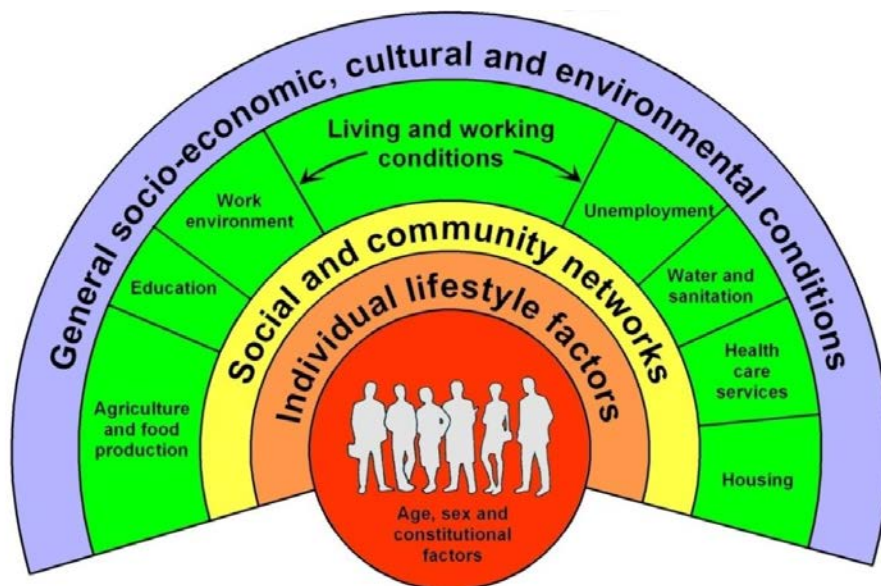 General socio-economic, cultural and environmental conditions
Living and working
conditions
Work
environment
Unemployment
Education
Water and
sanitation
Agriculture
and food
production
Health
care
services
Housing
Social and community networks
Individual lifestyle factors
Age, sex and
constitutional
factors